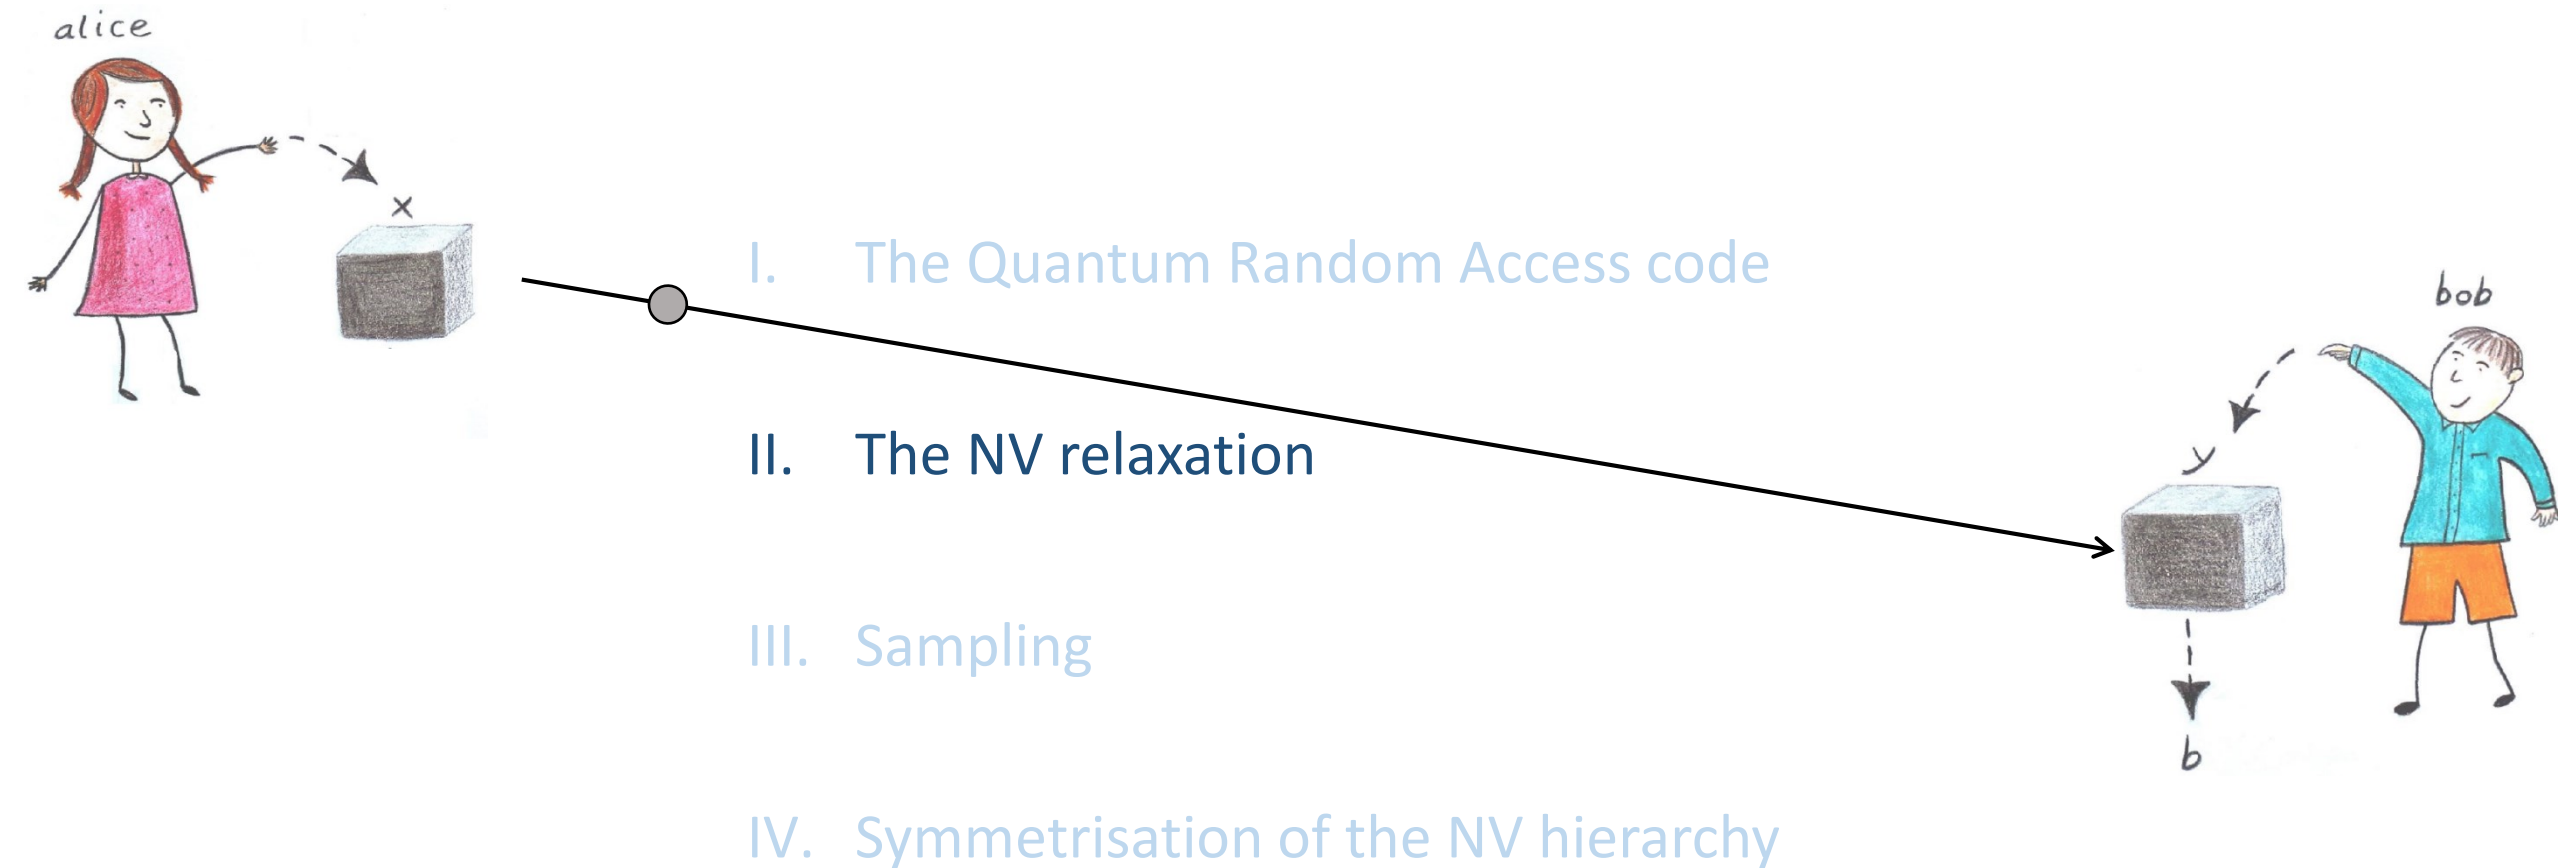 alice
x
I. The Quantum Random Access code
bob
II. The NV relaxation
y
III. Sampling
b
IV. Symmetrisation of the NV hierarchy